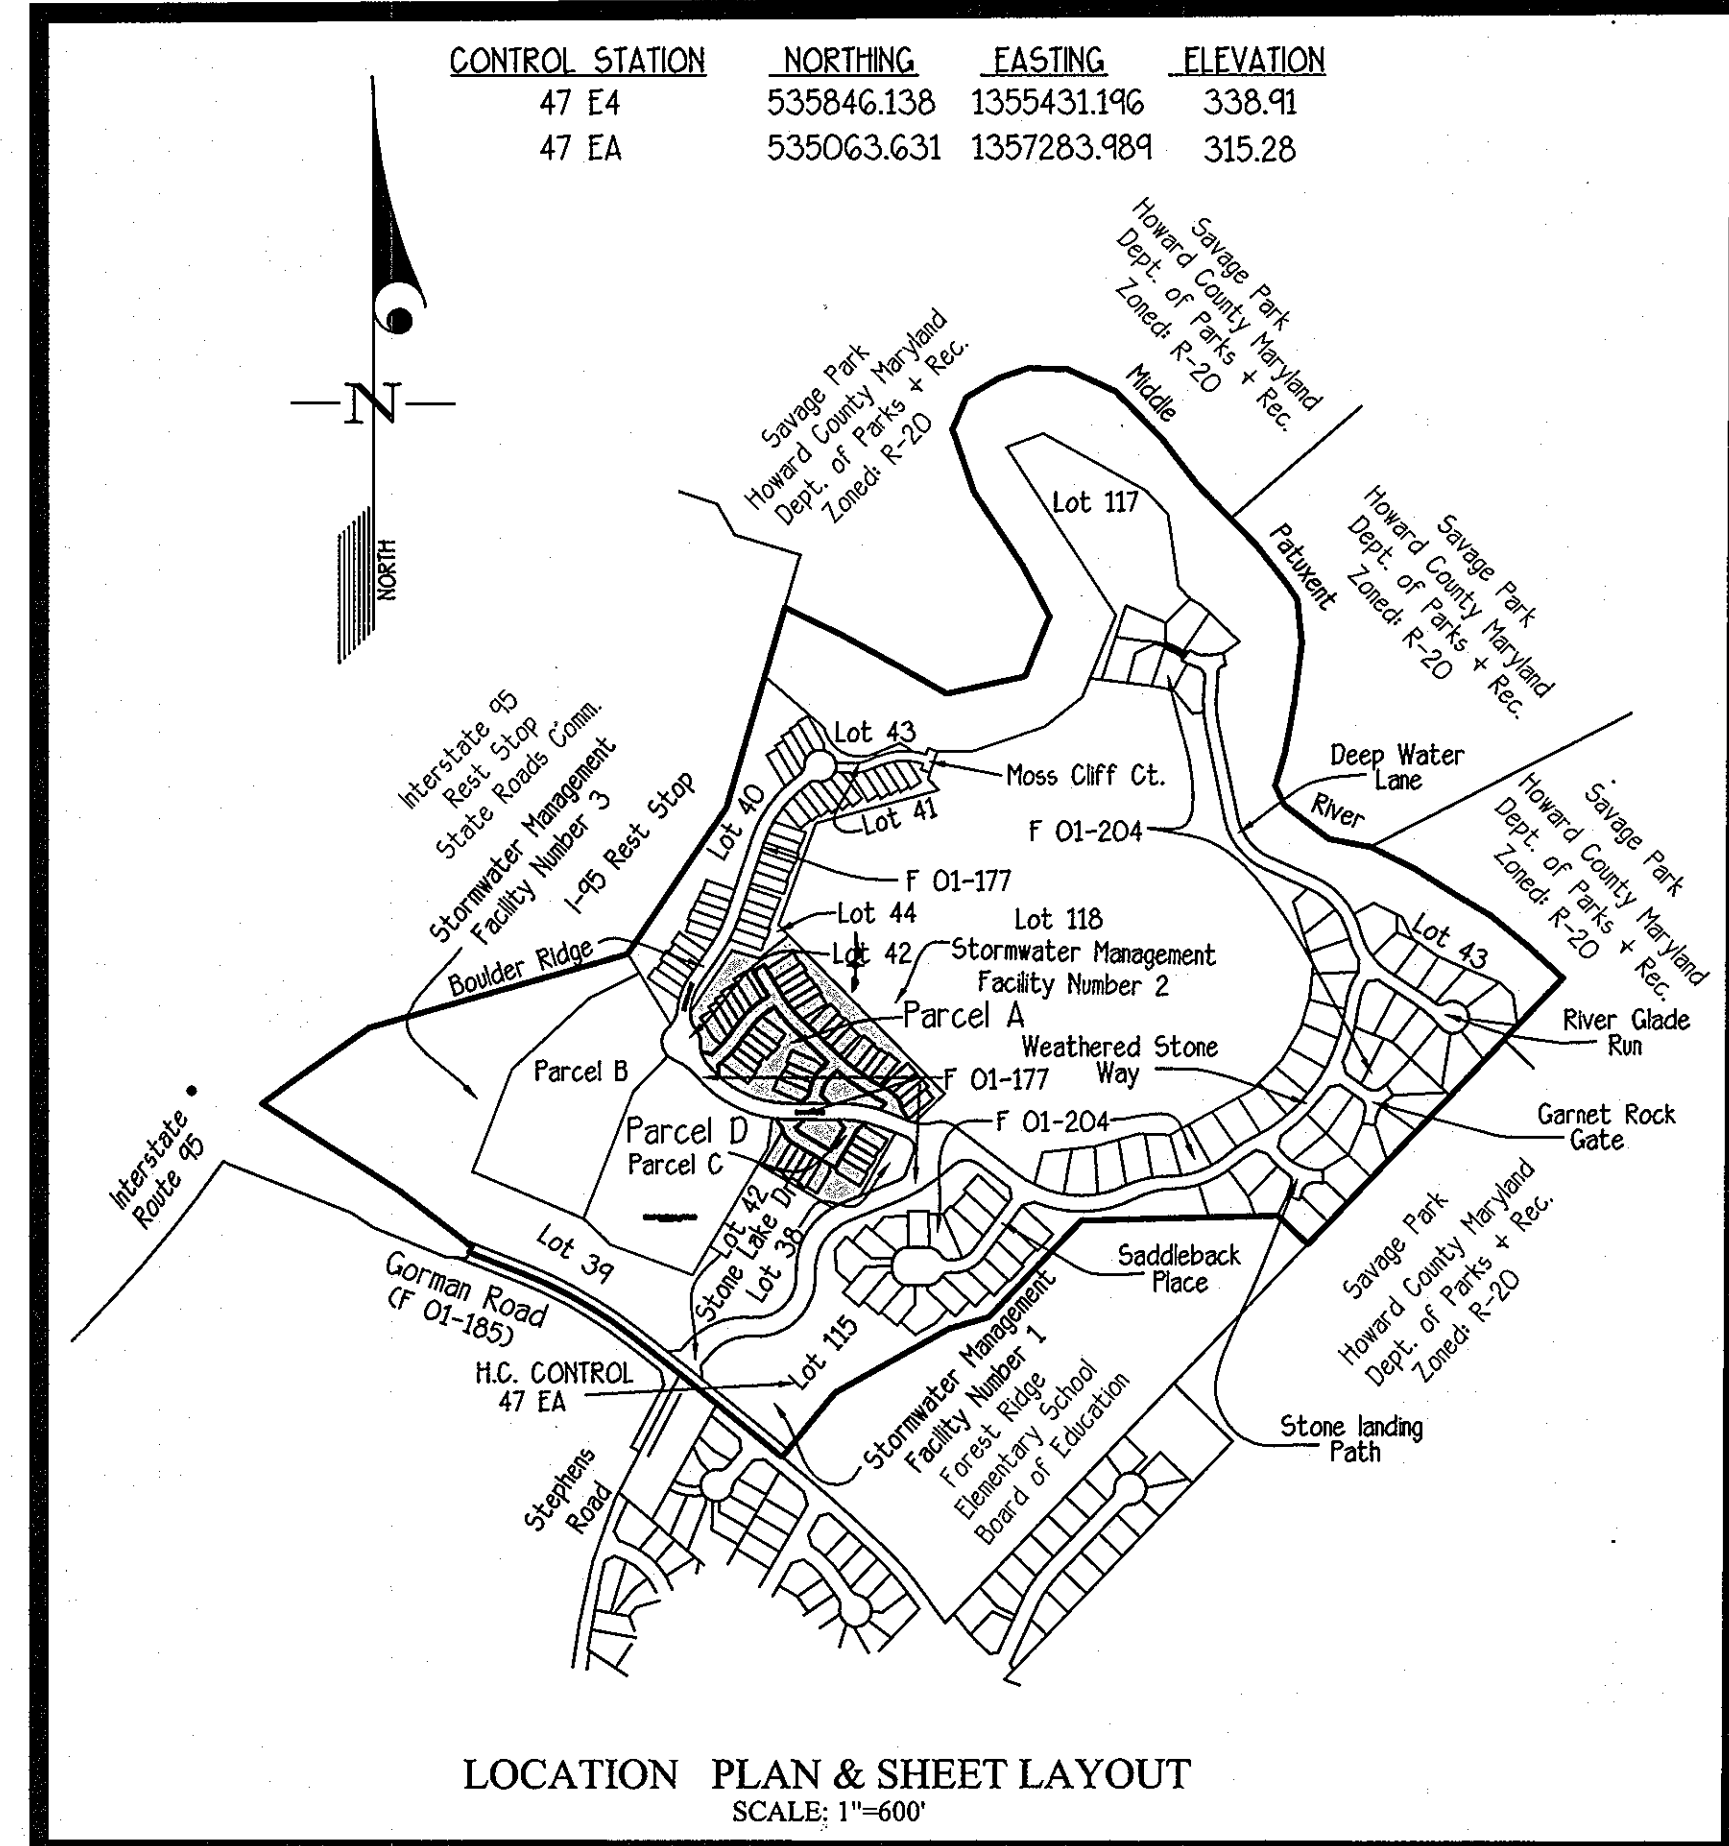 CONTROL STATION NORTHING EASTING ELEVATION
47 E4 535846.138 1355431.196 338.91
47 EA 535063.631 1357283.989 315.28
N
NORTH
Savage Park
Howard County Maryland
Dept. of Parks + Rec.
Zoned: R-20
Savage Park
Howard County Maryland
Dept. of Parks + Rec.
Zoned: R-20
Middle
Patuxent
River
Lot 117
Savage Park
Howard County Maryland
Dept. of Parks + Rec.
Zoned: R-20
Interstate 95
Rest Stop
State Roads Comm.
Stormwater Management
Facility Number 3
I-95 Rest Stop
Lot 43
Lot 40
Moss Cliff Ct.
Lot 41
Deep Water
Lane
F 01-204
Savage Park
Howard County Maryland
Dept. of Parks + Rec.
Zoned: R-20
F 01-177
Lot 44
Lot 118
Lot 42
Stormwater Management
Facility Number 2
Lot 43
Boulder Ridge
Parcel A
River Glade
Run
Weathered Stone
Way
Parcel B
F 01-177
F 01-204
Garnet Rock
Gate
Parcel D
Parcel C
Interstate
Route 95
Lot 42
Stone Lake Dr.
Lot 38
Lot 39
Gorman Road
(F 01-185)
Saddleback
Place
Savage Park
Howard County Maryland
Dept. of Parks + Rec.
Zoned: R-20
Lot 115
H.C. CONTROL
47 EA
Stormwater Management
Facility Number 1
Forest Ridge
Elementary School
Board of Education
Stone landing
Path
Stephens
Road
LOCATION PLAN & SHEET LAYOUT
SCALE: 1"=600'